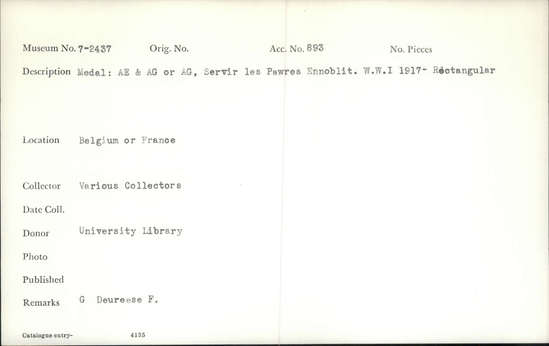 Museum No. 7-2437 Orig. No. Acc. No. 693 No. Pieces
Description Medal: AE & AG or AG, Servir les Pawres Ennoblit. W.W.I 1917- Rectangular
Location Belgium or France
Collector Various Collectors
Date Coll.
Donor University Library
Photo
Published
Remarks G Deureese F.
Catalogue entry- 4155